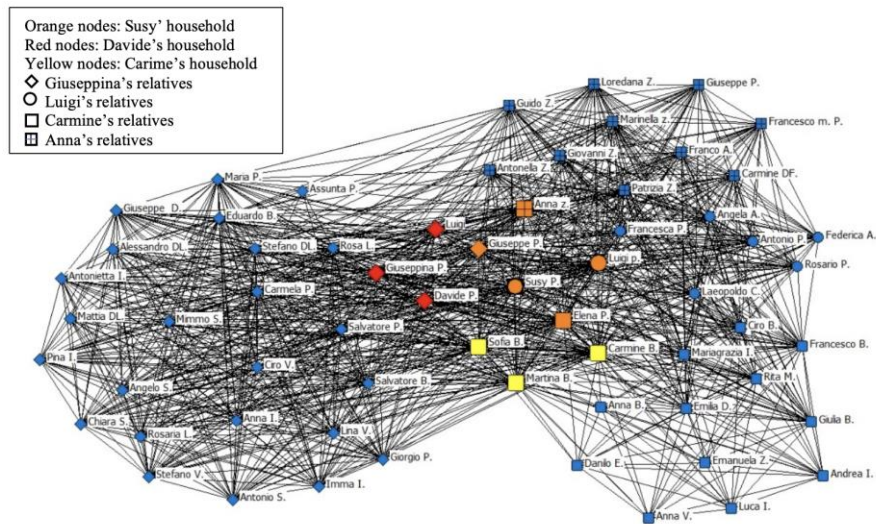 Orange nodes: Susy' household
Red nodes: Davide's household
Yellow nodes: Carime's household
Giuseppina's relatives
Luigi's relatives
Carmine's relatives
Anna's relatives
Loredana Z.
Giuseppe P.
Guido Z.
Marinella z.
Francesco m. P.
Giovanni Z.
Franco A.
Antonella Z.
Carmine DF.
Maria P.
Assunta P.
Patrizia Z.
Giuseppe D.
Eduardo B.
Anna z.
Angela A.
Luigi
Francesca P.
Federica A.
Alessandro DL.
Stefano DL.
Rosa L.
Giuseppe P.
Antonio P.
Luigi p.
Rosario P.
Antonietta I.
Giuseppina P.
Carmela P.
Susy P.
Laeopoldo C.
Davide P.
Mattia DL.
Mimmo S.
Salvatore P.
Elena P.
Ciro B.
Sofia B.
Carmine B.
Mariagrazia I.
Francesco B.
Pina I.
Ciro V.
Salvatore B.
Martina B.
Rita M.
Angelo S.
Anna B.
Emilia D.
Chiara S.
Anna I.
Giulia B.
Rosaria L.
Lina V.
Giorgio P.
Danilo E.
Emanuela Z.
Stefano V.
Andrea I.
Imma I.
Antonio S.
Luca I.
Anna V.